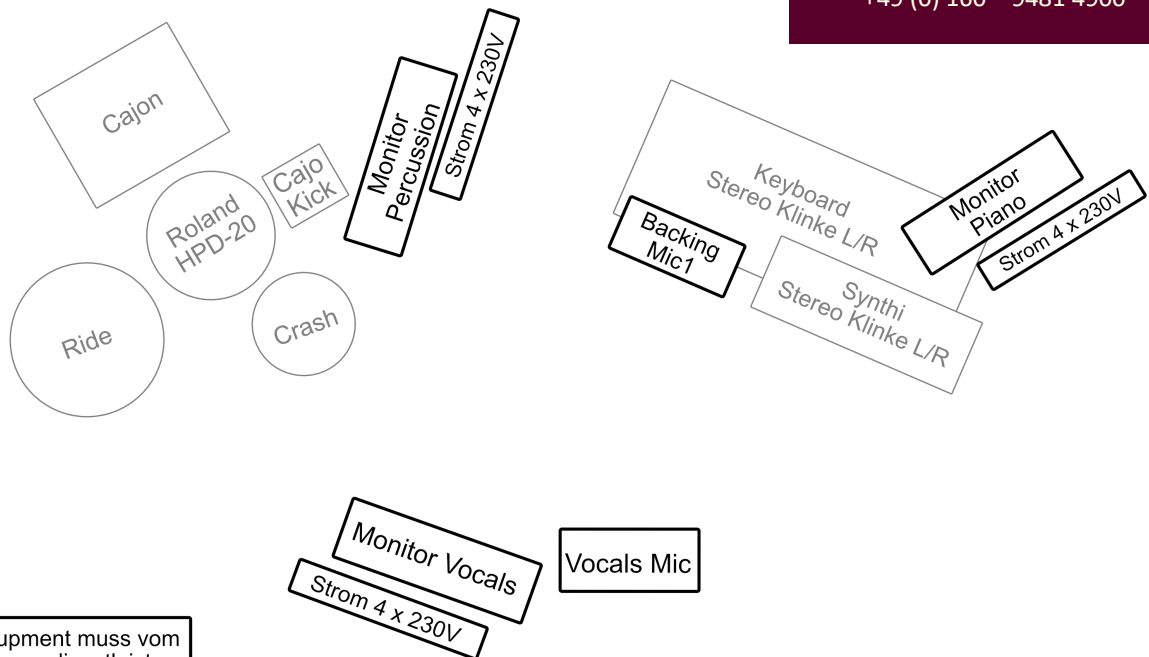 Cajon
Roland
HPD-20
Cajo
Kick
Ride
Crash
Monitor
Percussion
Strom 4 x 230V
Keyboard
Stereo Klinke L/R
Backing
Mic1
Synthi
Stereo Klinke L/R
Monitor
Piano
Strom 4 x 230V
Monitor Vocals
Strom 4 x 230V
Vocals Mic
muss vom